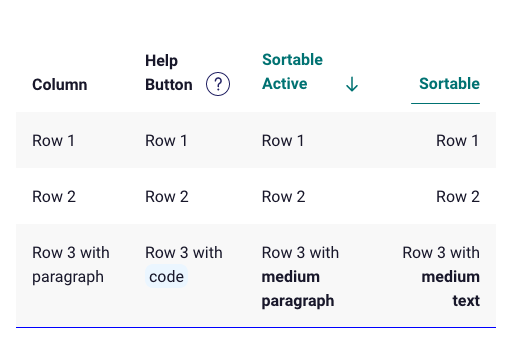 Column
Help
Button ?
Sortable
Active
Sortable
Row 1
Row 1
Row 1
Row 1
Row 2
Row 2
Row 2
Row 2
Row 3 with
paragraph
Row 3 with
code
Row 3 with
medium
paragraph
Row 3 with
medium
text